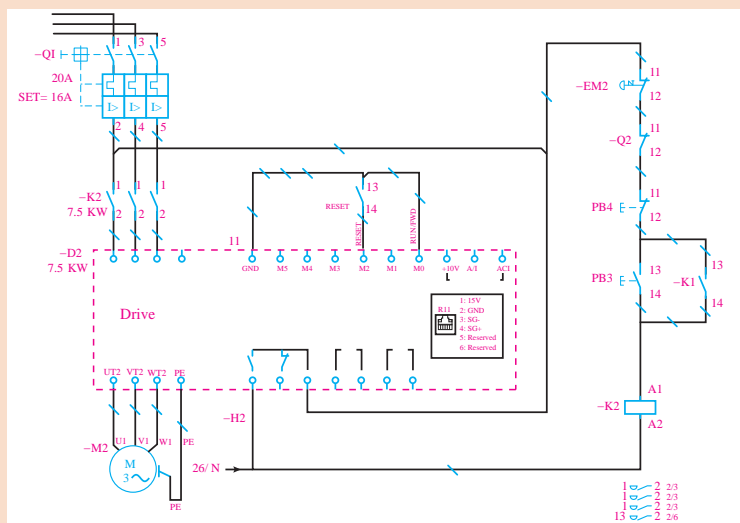 1 3 5
–QI
20A
SET= 16A
I> I> I>
2 4 5
11
12
–EM2
11
12
–Q2
–K2
7.5 KW
1 1 1
2 2 2
13
14
RESET
RESET
RUN/FWD
11
12
PB4
–D2
7.5 KW
11
GND M5 M4 M3 M2 M1 M0 +10V A/I ACI
13
14
PB3
13
14
–K1
Drive
R11
1: 15V
2: GND
3: SG-
4: SG+
5: Reserved
6: Reserved
UT2 VT2 WT2 PE
–H2
A1
–K2
A2
U1 V1 W1 PE
–M2
M
3
26/ N
PE
1 2 2/3
1 2 2/3
1 2 2/3
13 2 2/6